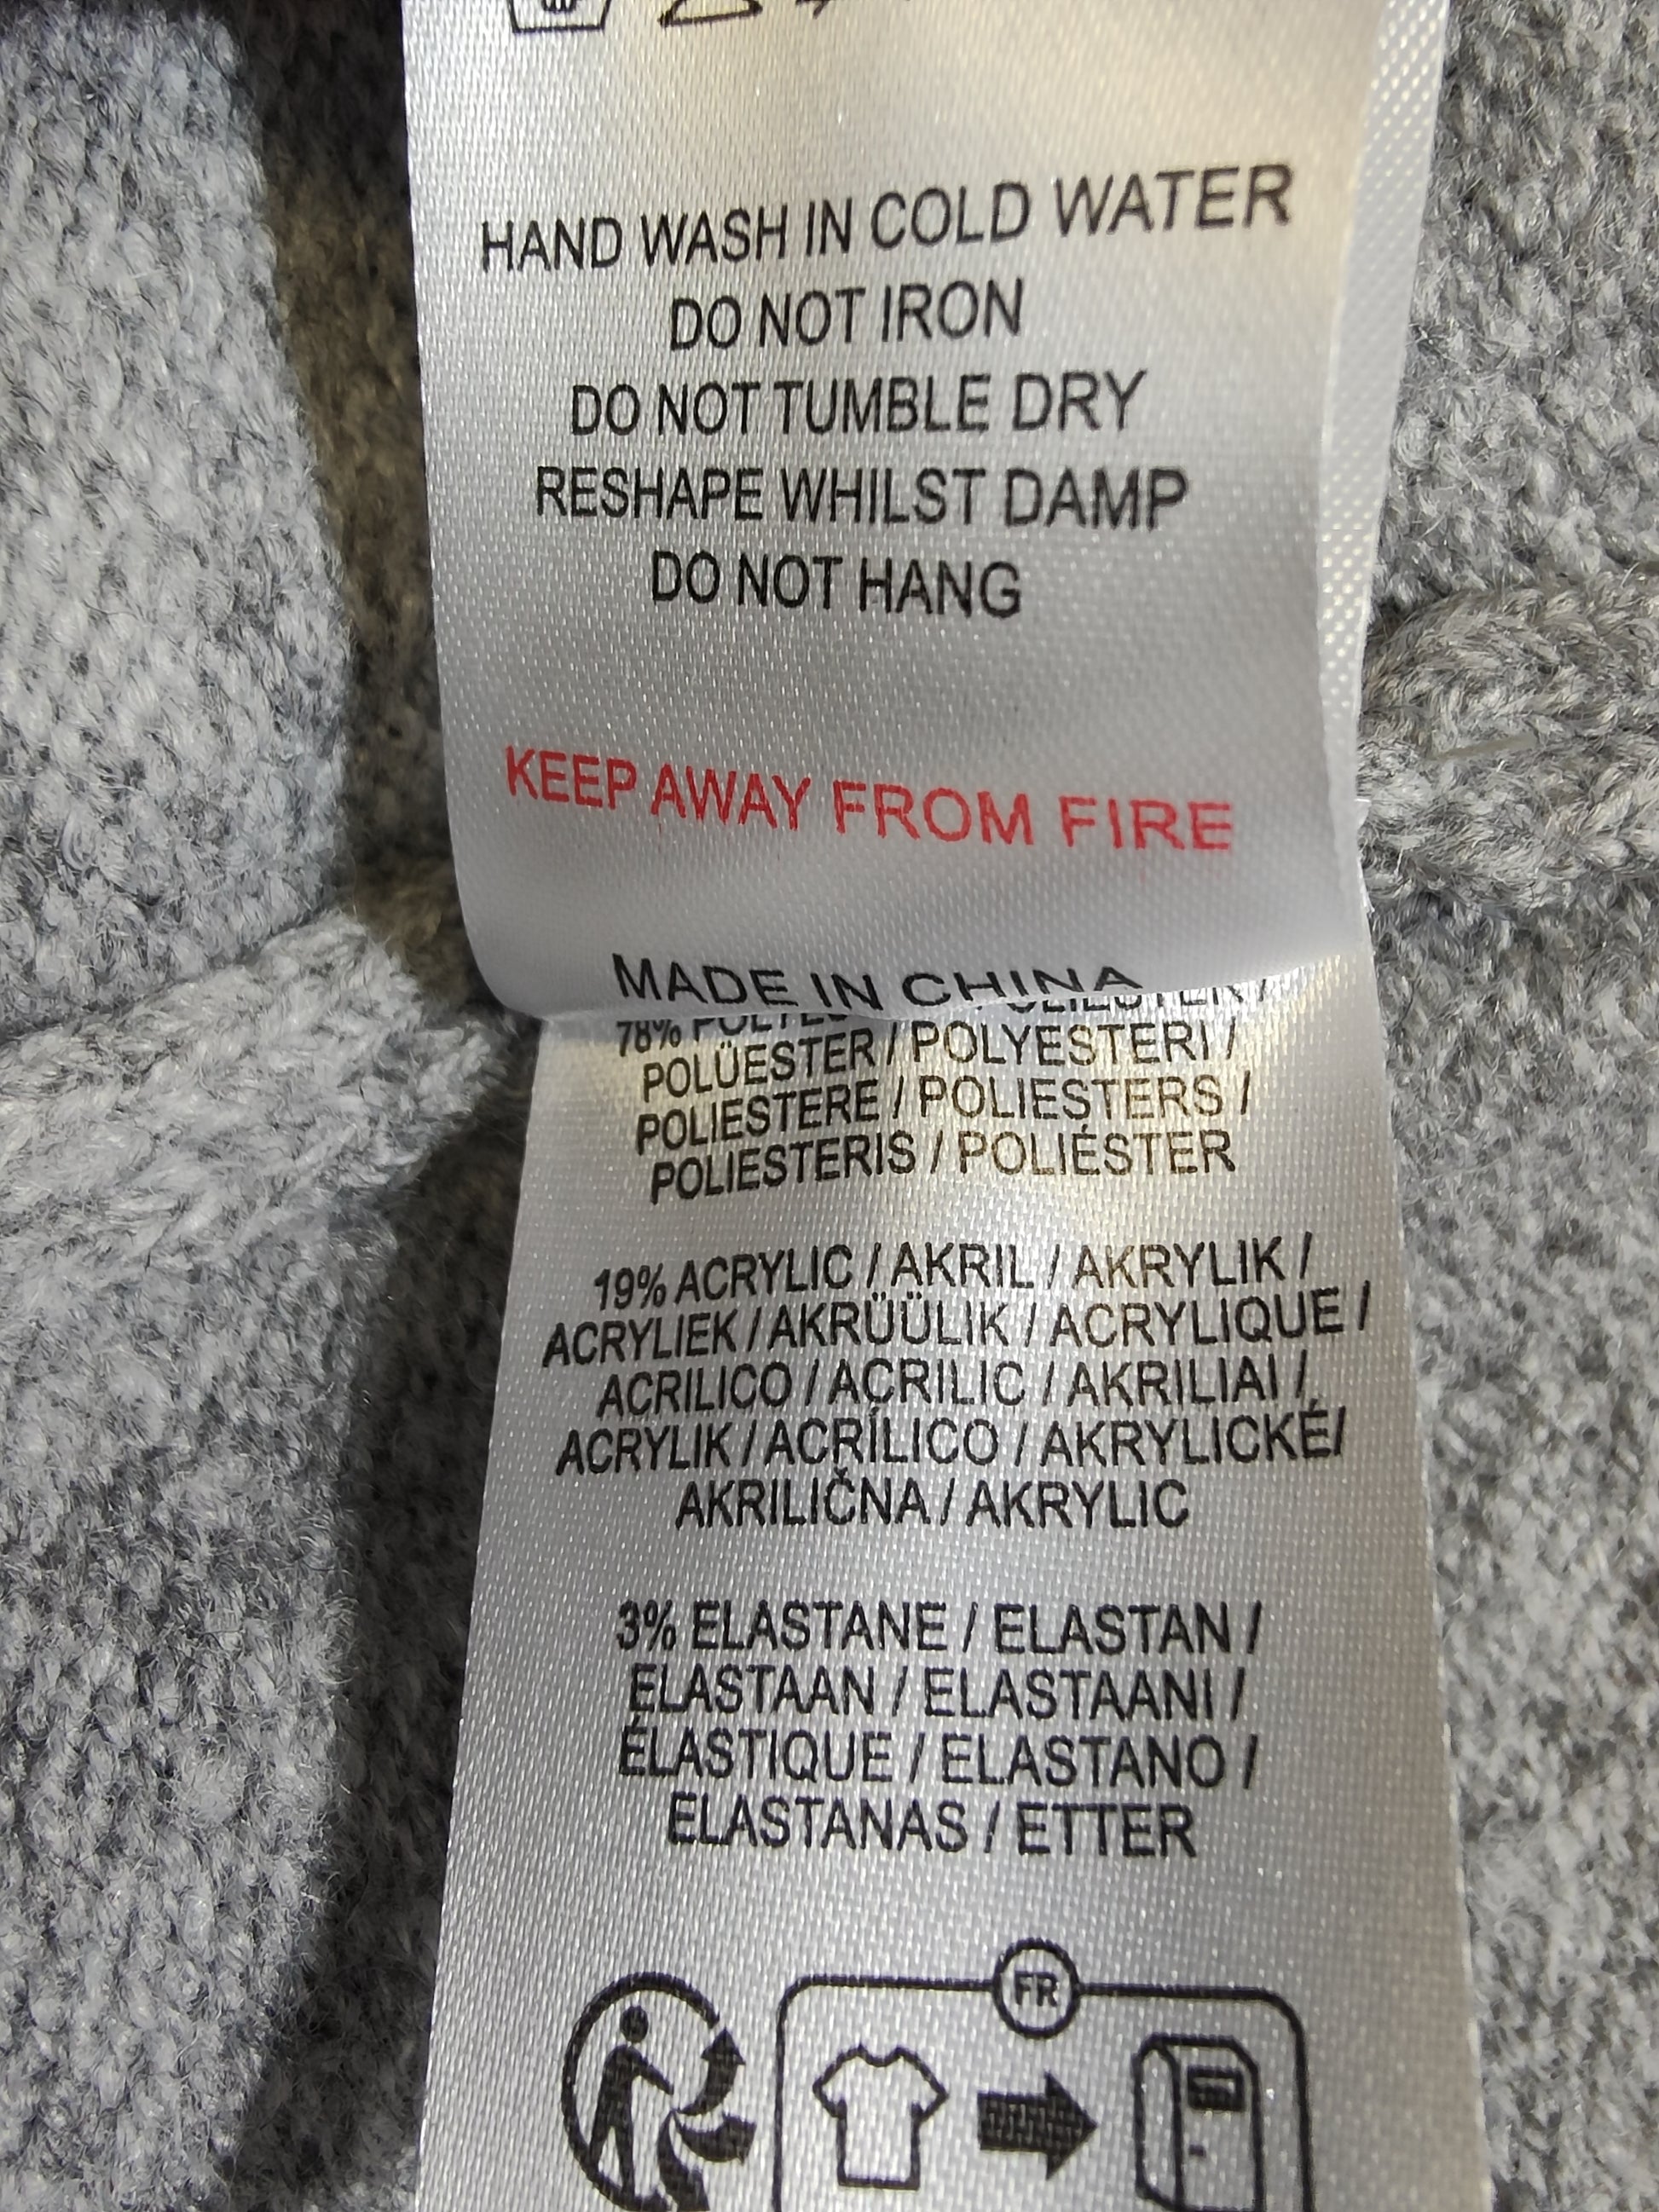 HAND WASH IN COLD WATER
DO NOT IRON
DO NOT TUMBLE DRY
RESHAPE WHILST DAMP
DO NOT HANG
KEEP AWAY FROM FIRE
MADE IN CHINA
78%
POLÜESTER / POLYESTERI /
POLIESTERE / POLIESTERS /
POLIESTERIS / POLIÉSTER
19% ACRYLIC / AKRIL / AKRYLIK /
ACRYLIEK / AKRÜÜLIK / ACRYLIQUE /
ACRILICO / ACRILIC / AKRILIAI /
ACRYLIK / ACRÍLICO / AKRYLICKÉ/
AKRILIČNA / AKRYLIC
3% ELASTANE / ELASTAN /
ELASTAAN / ELASTAANI /
ÉLASTIQUE / ELASTANO /
ELASTANAS / ETTER
FR